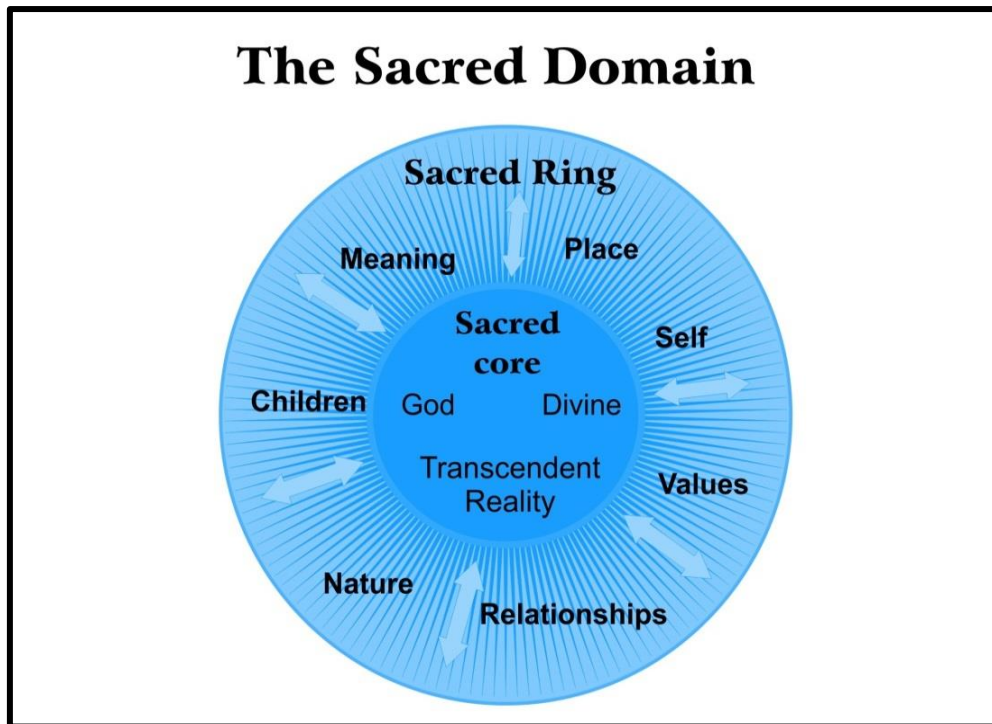 The Sacred Domain
Sacred Ring
Meaning
Place
Sacred
core
Self
Children
God
Divine
Transcendent
Reality
Values
Nature
Relationships